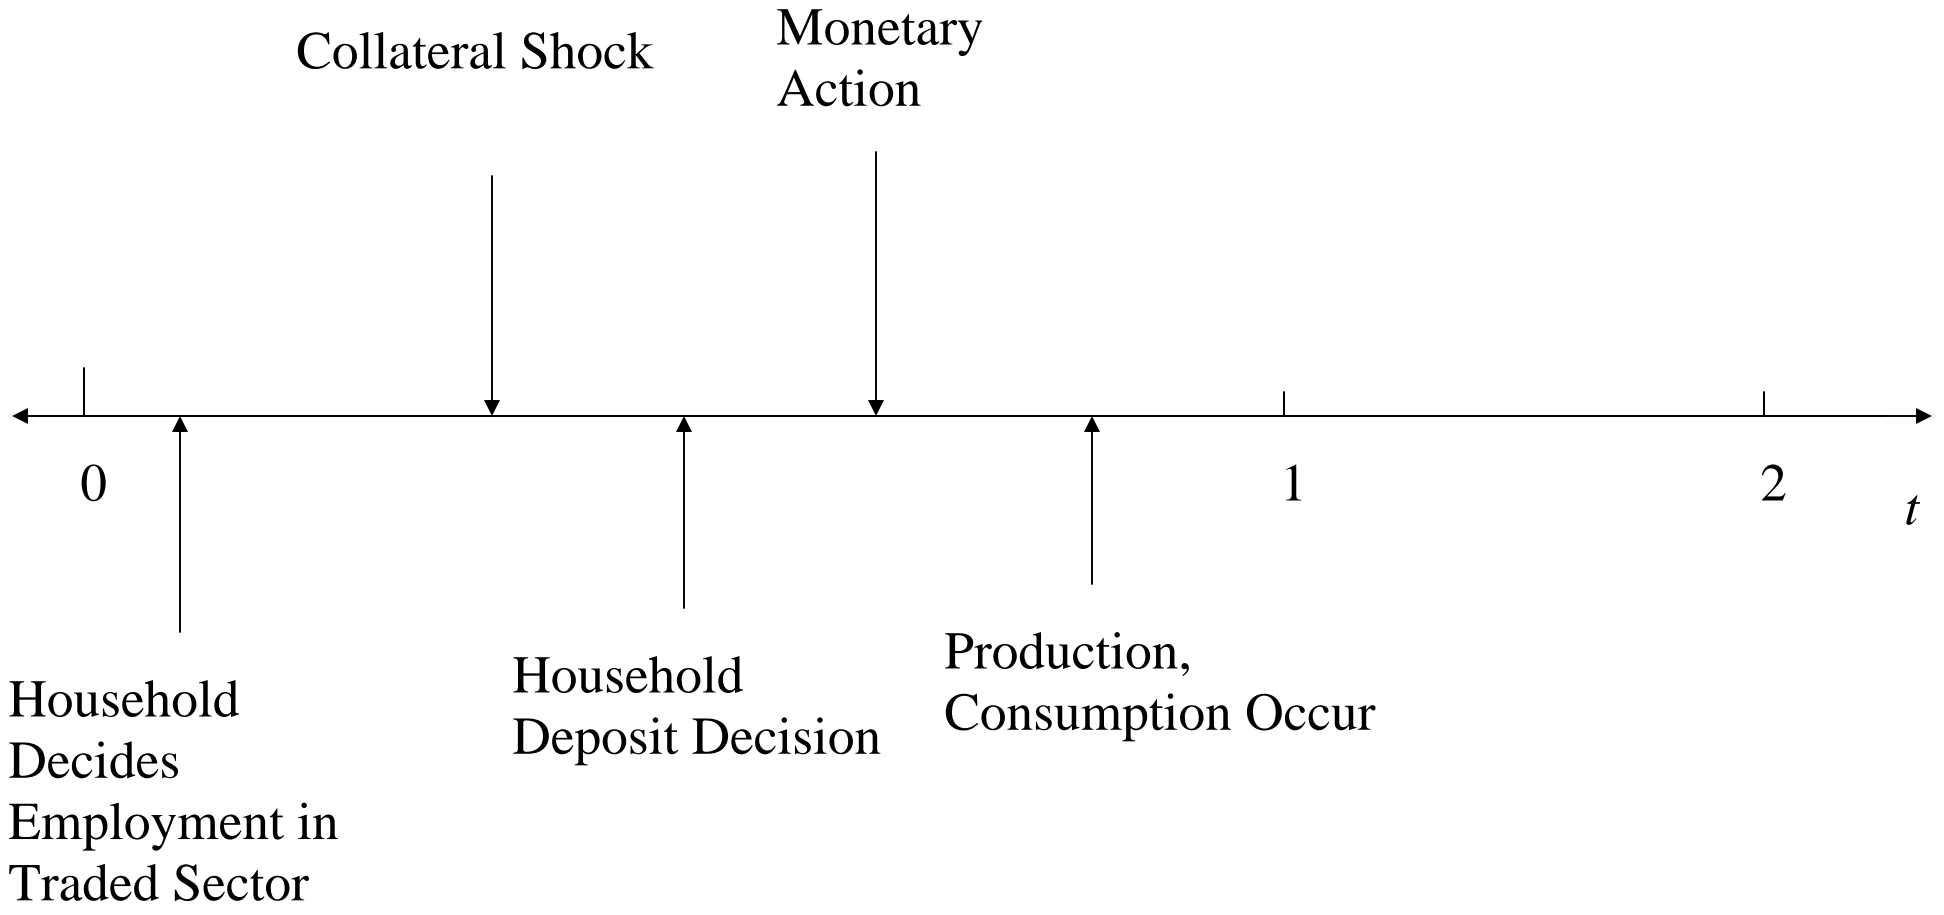 Collateral Shock
Monetary
Action
0
1
2
t
Household
Decides
Employment in
Traded Sector
Household
Deposit Decision
Production,
Consumption Occur